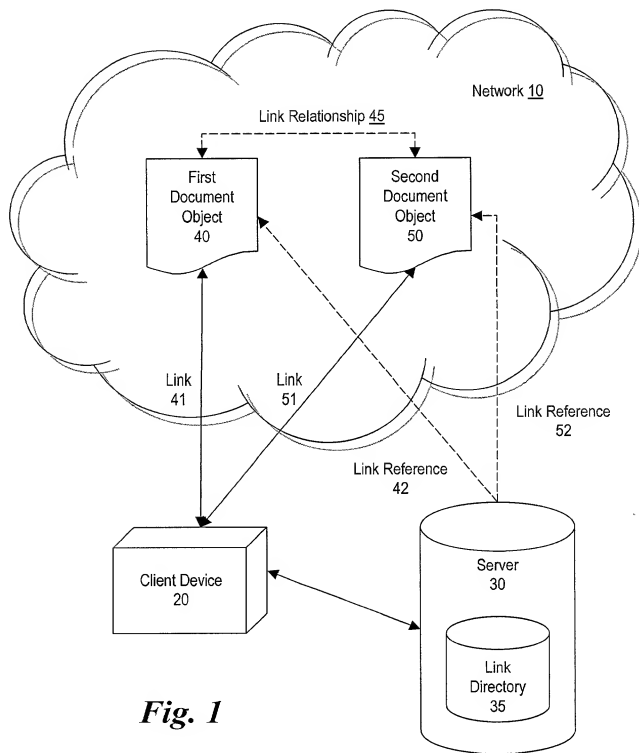 Network 10
Link Relationship 45
First
Document
Object
40
Second
Document
Object
50
Link
41
Link
51
Link Reference
52
Link Reference
42
Client Device
20
Server
30
Link
Directory
35
Fig. 1